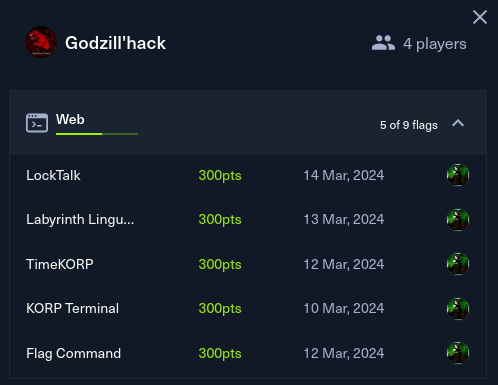 Godzill'hack
4 players
Web
5 of 9 flags
LockTalk 300pts 14 Mar, 2024
Labyrinth Lingu... 300pts 13 Mar, 2024
TimeKORP 300pts 12 Mar, 2024
KORP Terminal 300pts 10 Mar, 2024
Flag Command 300pts 12 Mar, 2024